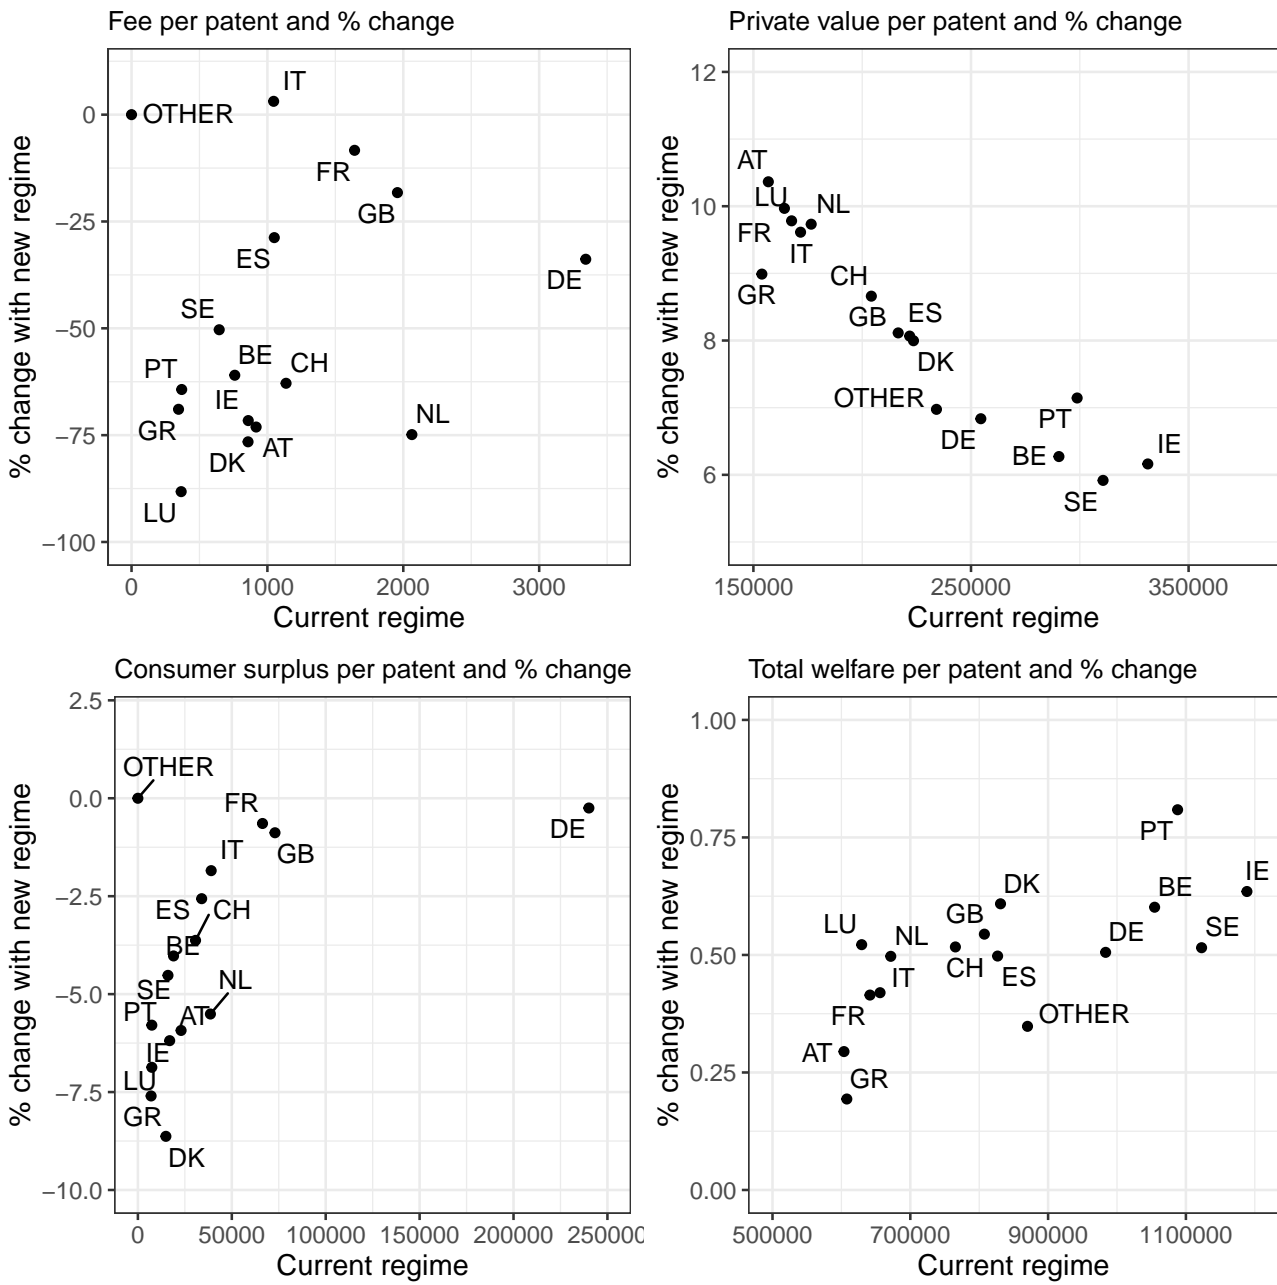 Fee per patent and % change
% change with new regime
0
−25
−50
−75
−100
IT
OTHER
FR
GB
ES
DE
SE
BE
CH
PT
IE
NL
GR
AT
DK
LU
0 1000 2000 3000
Current regime
Private value per patent and % change
% change with new regime
12
10
8
6
AT
LU
NL
FR
IT
CH
GR
GB ES
DK
OTHER
PT
DE
IE
BE
SE
150000 250000 350000
Current regime
Consumer surplus per patent and % change
% change with new regime
2.5
0.0
−2.5
−5.0
−7.5
−10.0
OTHER
FR
DE
IT
GB
ES CH
BE
NL
SE
PT AT
IE
LU
GR
DK
0 50000 100000 150000 200000 250000
Current regime
Total welfare per patent and % change
% change with new regime
1.00
0.75
0.50
0.25
0.00
PT
IE
DK BE
GB
LU NL DE SE
CH ES
IT
FR OTHER
AT
GR
500000 700000 900000 1100000
Current regime